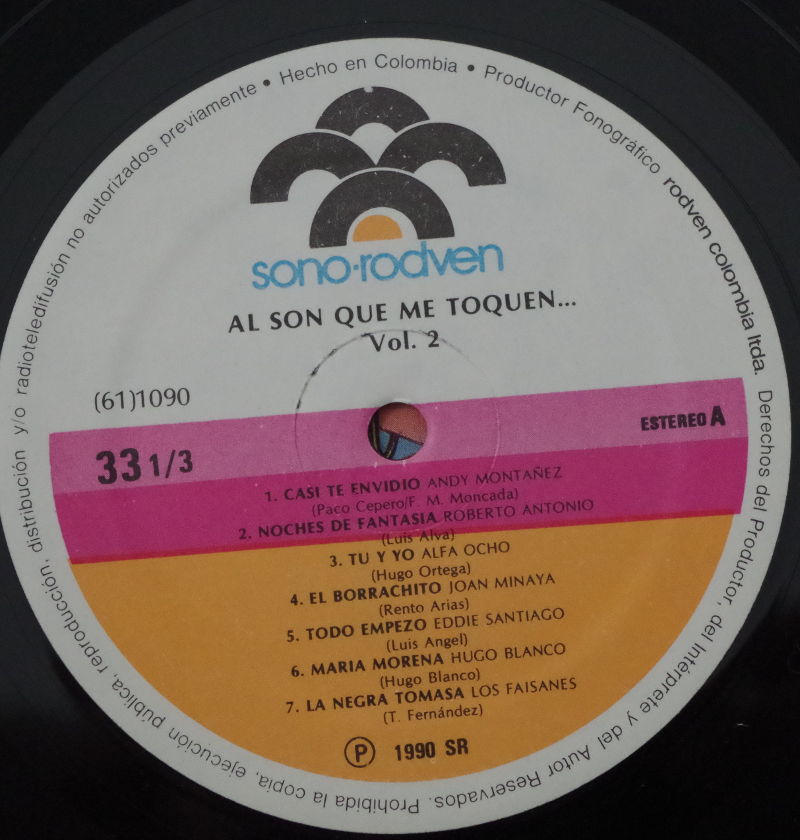 Hecho en Colombia • Productor Fonográfico rodven colombia ltda. Derechos del Productor, del Intérprete y del Autor Reservados. Prohibida la copia, ejecución pública, reproducción, distribución y/o radioteledifusión no autorizados previamente •
sono·rodven
AL SON QUE ME TOQUEN...
Vol. 2
(61)1090
33 1/3
ESTEREO A
1. CASI TE ENVIDIO ANDY MONTAÑEZ
(Paco Cepero/F. M. Moncada)
2. NOCHES DE FANTASIA ROBERTO ANTONIO
(Luis Alva)
3. TU Y YO ALFA OCHO
(Hugo Ortega)
4. EL BORRACHITO JOAN MINAYA
(Rento Arias)
5. TODO EMPEZO EDDIE SANTIAGO
(Luis Angel)
6. MARIA MORENA HUGO BLANCO
(Hugo Blanco)
7. LA NEGRA TOMASA LOS FAISANES
(T. Fernández)
Ⓟ 1990 SR